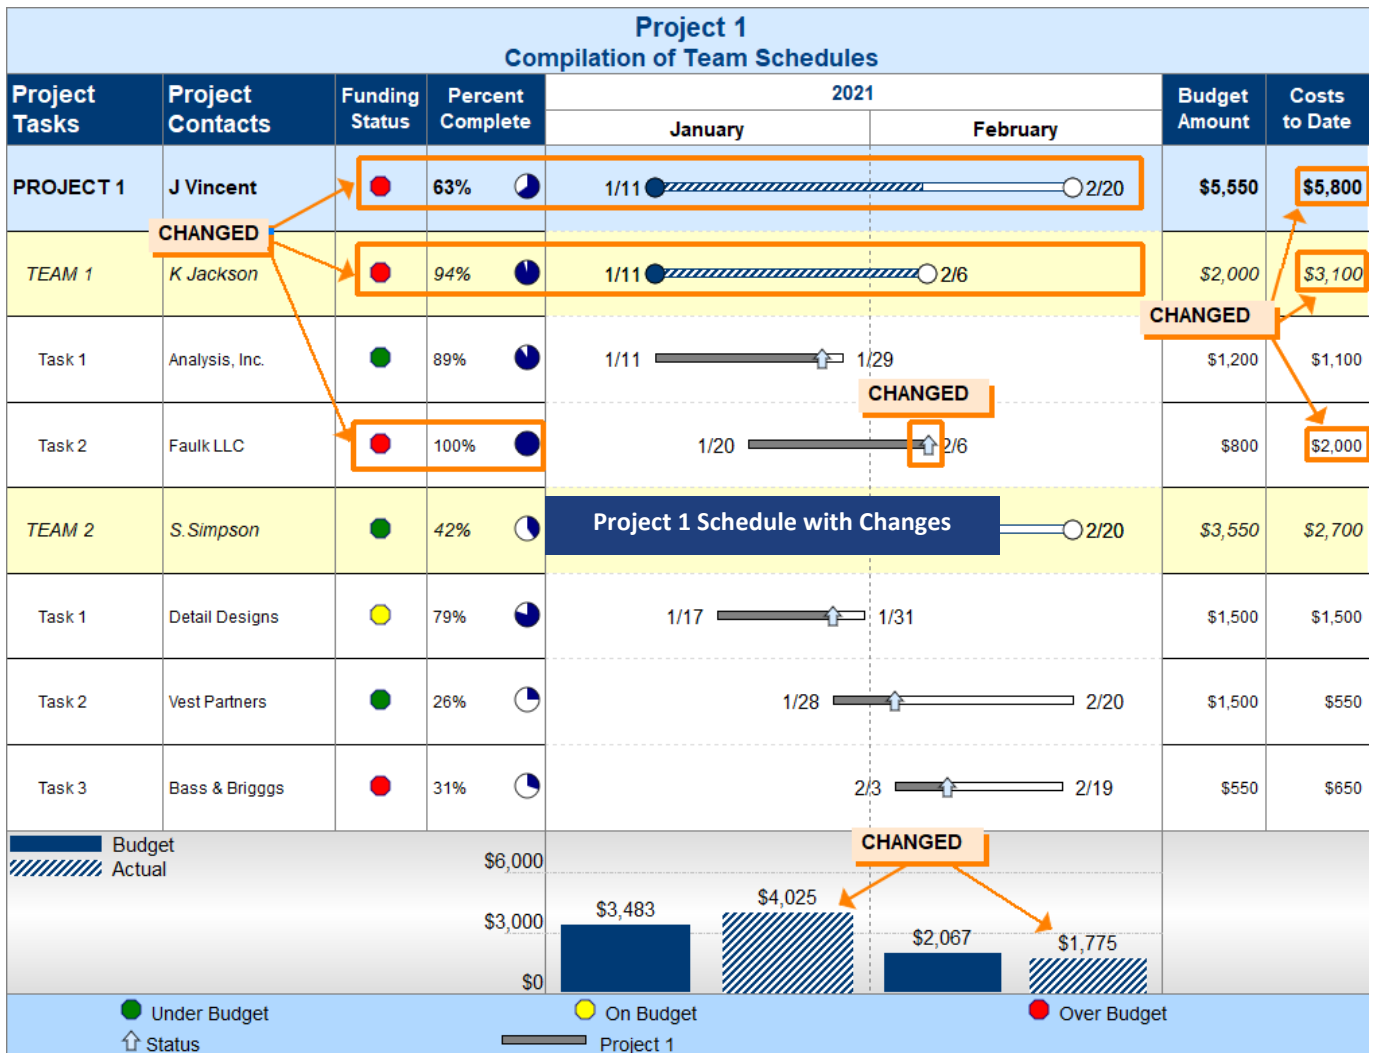 Project 1
Compilation of Team Schedules
Project Tasks Project Contacts Funding Status Percent Complete 2021 Budget Amount Costs to Date
January February
PROJECT 1 J Vincent 63% 1/11 2/20 $5,550 $5,800
CHANGED
TEAM 1 K Jackson 94% 1/11 2/6 $2,000 $3,100
CHANGED
Task 1 Analysis, Inc. 89% 1/11 1/29 $1,200 $1,100
CHANGED
Task 2 Faulk LLC 100% 1/20 2/6 $800 $2,000
TEAM 2 S.Simpson 42% Project 1 Schedule with Changes 2/20 $3,550 $2,700
Task 1 Detail Designs 79% 1/17 1/31 $1,500 $1,500
Task 2 Vest Partners 26% 1/28 2/20 $1,500 $550
Task 3 Bass & Brigggs 31% 2/3 2/19 $550 $650
Budget
CHANGED
Actual
$6,000
$3,000
$0
$3,483 $4,025 $2,067 $1,775
Under Budget On Budget Over Budget
Status Project 1